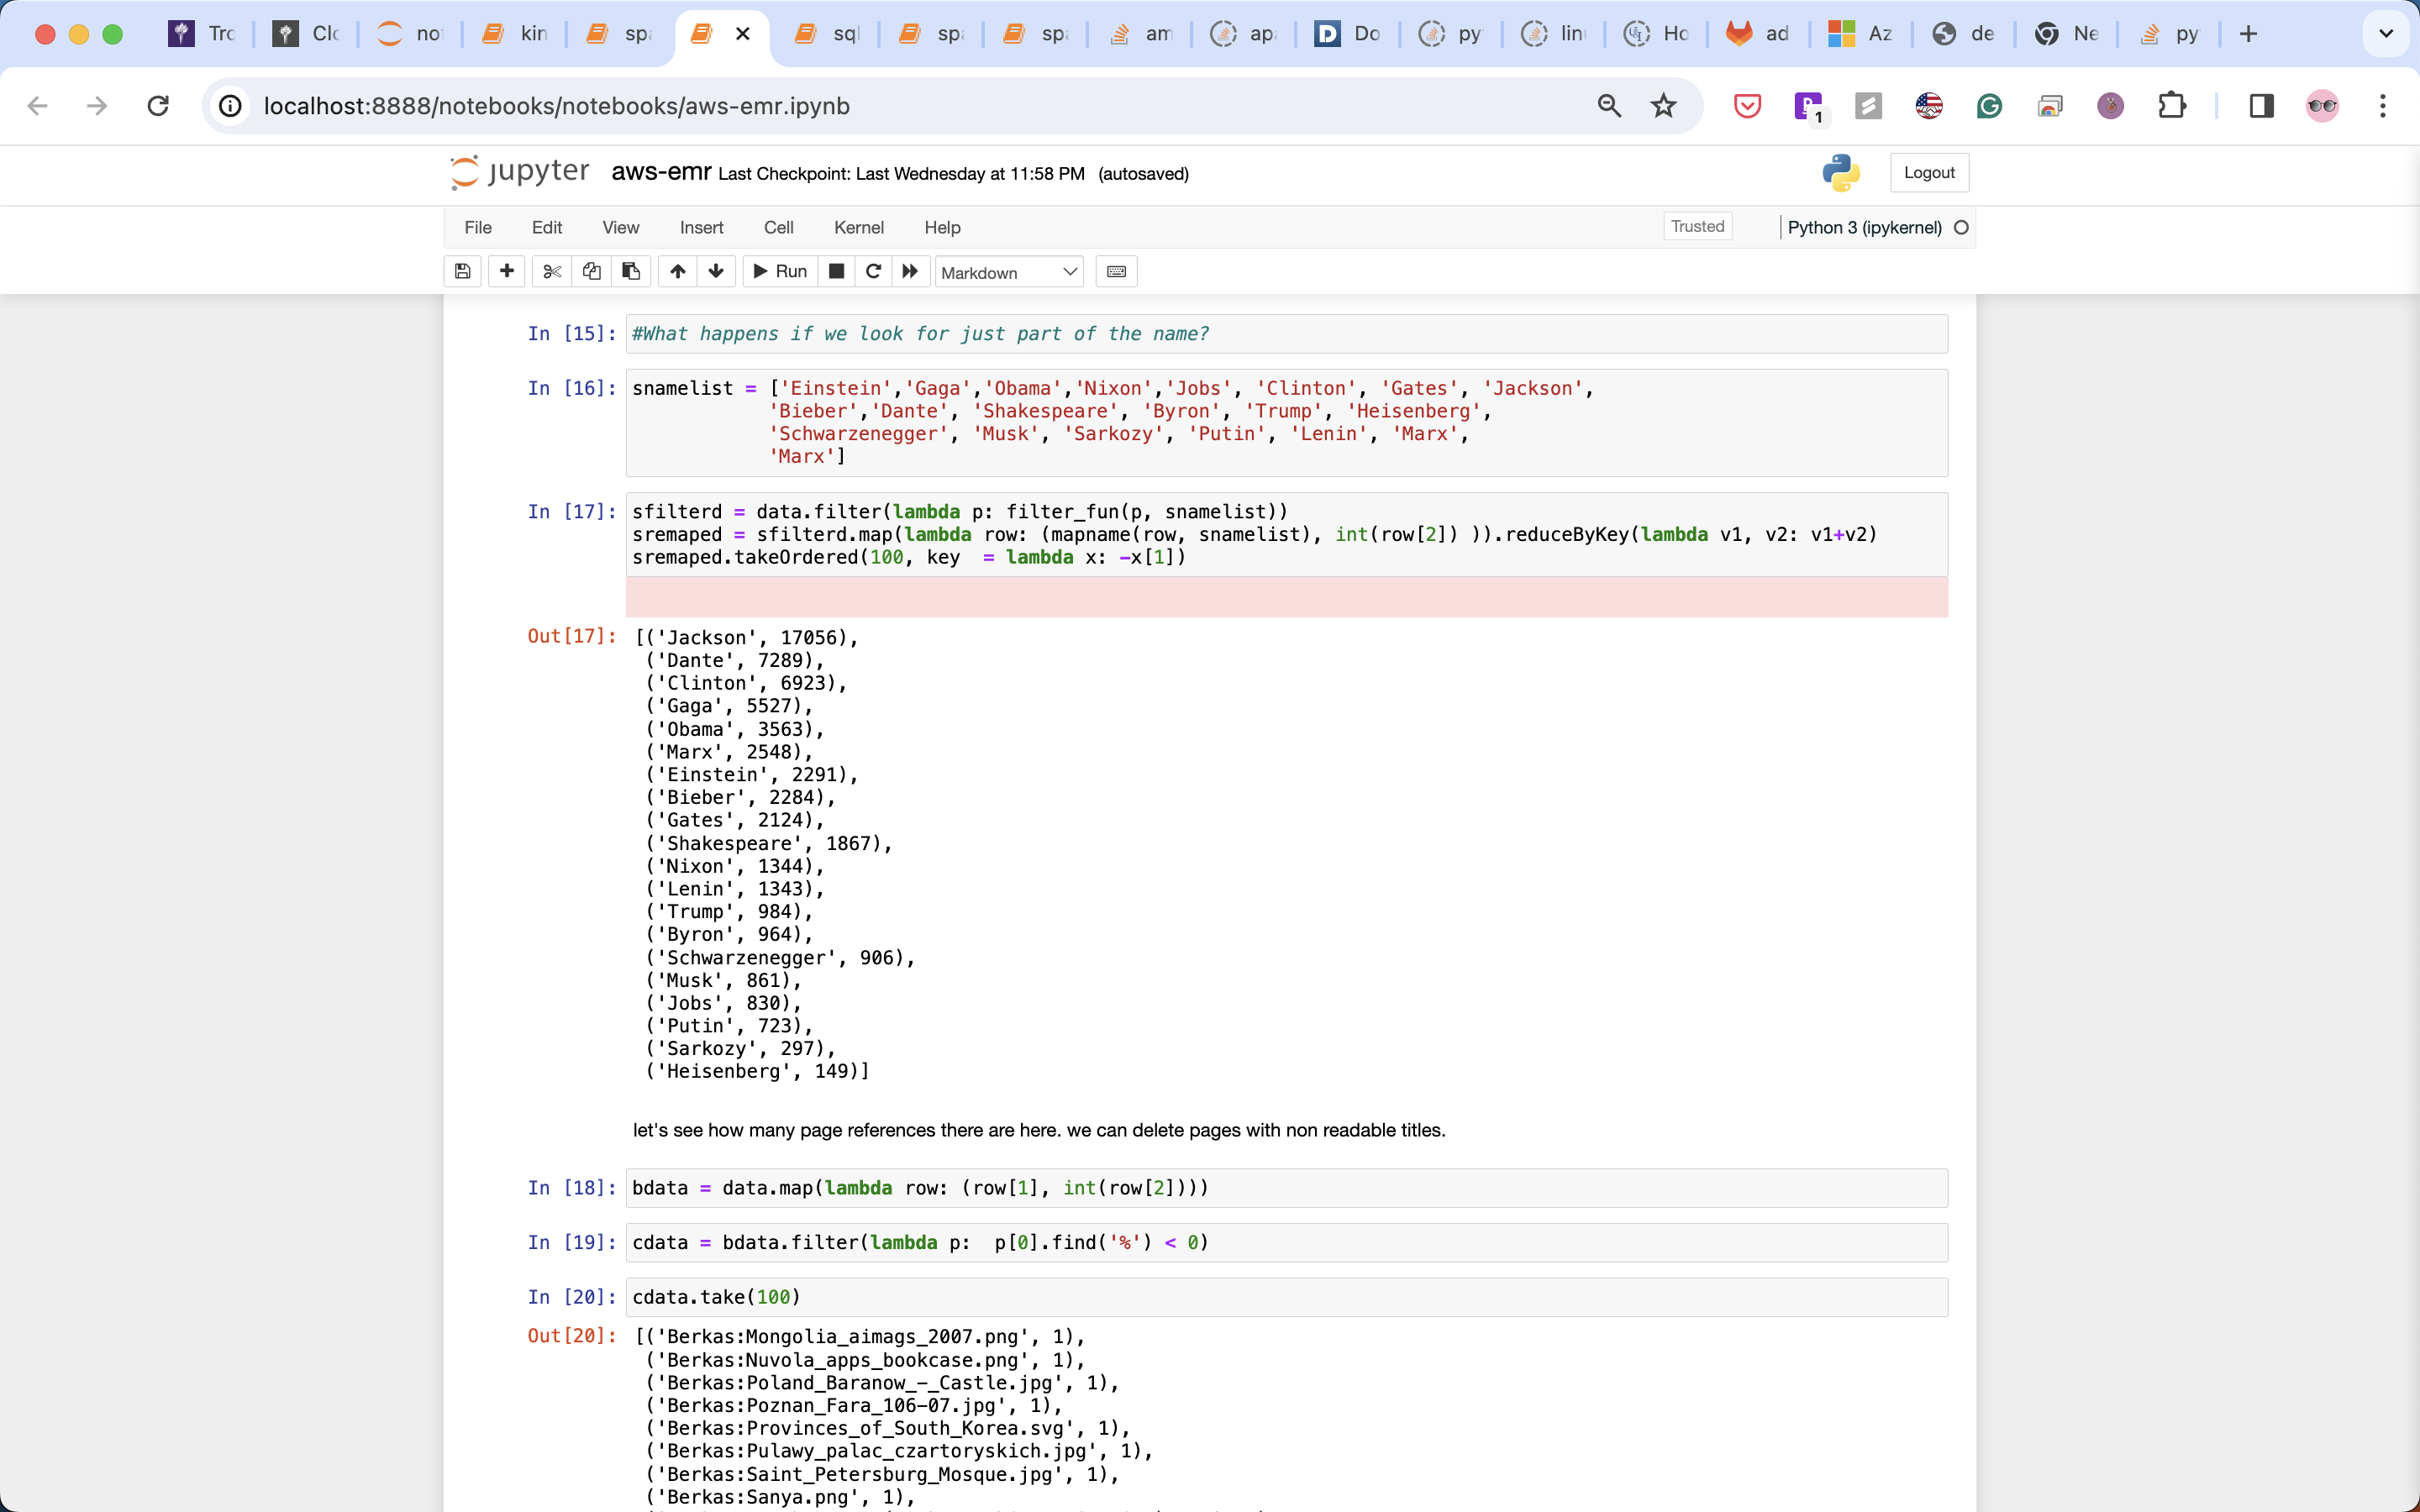 Tro
Clo
no
kin
spa
sql
spa
spa
am
apa
Do
py
lin
Ho
ad
Az
de
Ne
py
localhost:8888/notebooks/notebooks/aws-emr.ipynb
1
jupyter aws-emr Last Checkpoint: Last Wednesday at 11:58 PM (autosaved)
Logout
File Edit View Insert Cell Kernel Help
Trusted
Python 3 (ipykernel)
Run
Markdown
In [15]: #What happens if we look for just part of the name?
In [16]: snamelist = ['Einstein','Gaga','Obama','Nixon','Jobs', 'Clinton', 'Gates', 'Jackson',
'Bieber','Dante', 'Shakespeare', 'Byron', 'Trump', 'Heisenberg',
'Schwarzenegger', 'Musk', 'Sarkozy', 'Putin', 'Lenin', 'Marx',
'Marx']
In [17]: sfilterd = data.filter(lambda p: filter_fun(p, snamelist))
sremaped = sfilterd.map(lambda row: (mapname(row, snamelist), int(row[2]) )).reduceByKey(lambda v1, v2: v1+v2)
sremaped.takeOrdered(100, key  = lambda x: -x[1])
Out[17]: [('Jackson', 17056),
('Dante', 7289),
('Clinton', 6923),
('Gaga', 5527),
('Obama', 3563),
('Marx', 2548),
('Einstein', 2291),
('Bieber', 2284),
('Gates', 2124),
('Shakespeare', 1867),
('Nixon', 1344),
('Lenin', 1343),
('Trump', 984),
('Byron', 964),
('Schwarzenegger', 906),
('Musk', 861),
('Jobs', 830),
('Putin', 723),
('Sarkozy', 297),
('Heisenberg', 149)]
let's see how many page references there are here. we can delete pages with non readable titles.
In [18]: bdata = data.map(lambda row: (row[1], int(row[2])))
In [19]: cdata = bdata.filter(lambda p:  p[0].find('%') < 0)
In [20]: cdata.take(100)
Out[20]: [('Berkas:Mongolia_aimags_2007.png', 1),
('Berkas:Nuvola_apps_bookcase.png', 1),
('Berkas:Poland_Baranow_-_Castle.jpg', 1),
('Berkas:Poznan_Fara_106-07.jpg', 1),
('Berkas:Provinces_of_South_Korea.svg', 1),
('Berkas:Pulawy_palac_czartoryskich.jpg', 1),
('Berkas:Saint_Petersburg_Mosque.jpg', 1),
('Berkas:Sanya.png', 1),